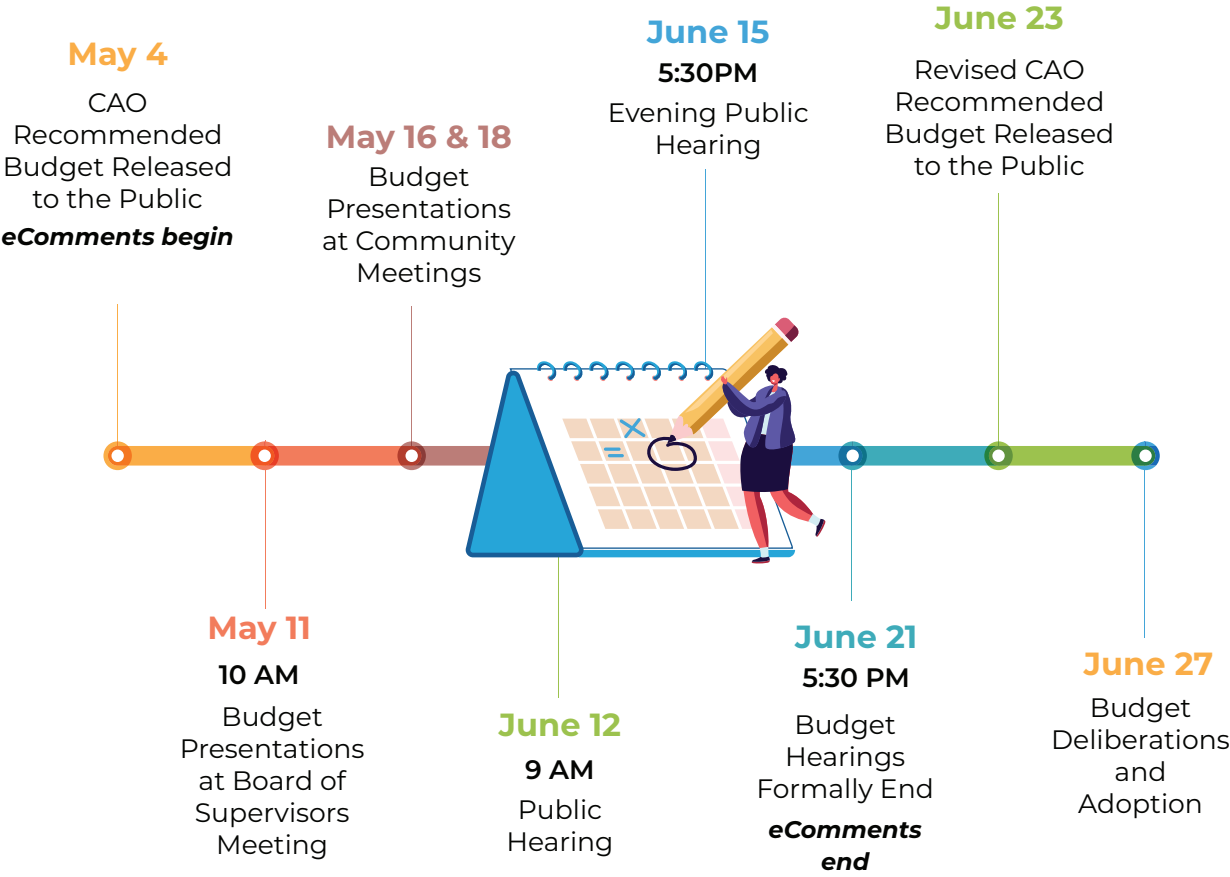 May 4
CAO
Recommended
Budget Released
to the Public
eComments begin
May 11
10 AM
Budget
Presentations
at Board of
Supervisors
Meeting
May 16 & 18
Budget
Presentations
at Community
Meetings
June 12
9 AM
Public
Hearing
June 15
5:30PM
Evening Public
Hearing
June 21
5:30 PM
Budget
Hearings
Formally End
eComments
end
June 23
Revised CAO
Recommended
Budget Released
to the Public
June 27
Budget
Deliberations
and
Adoption